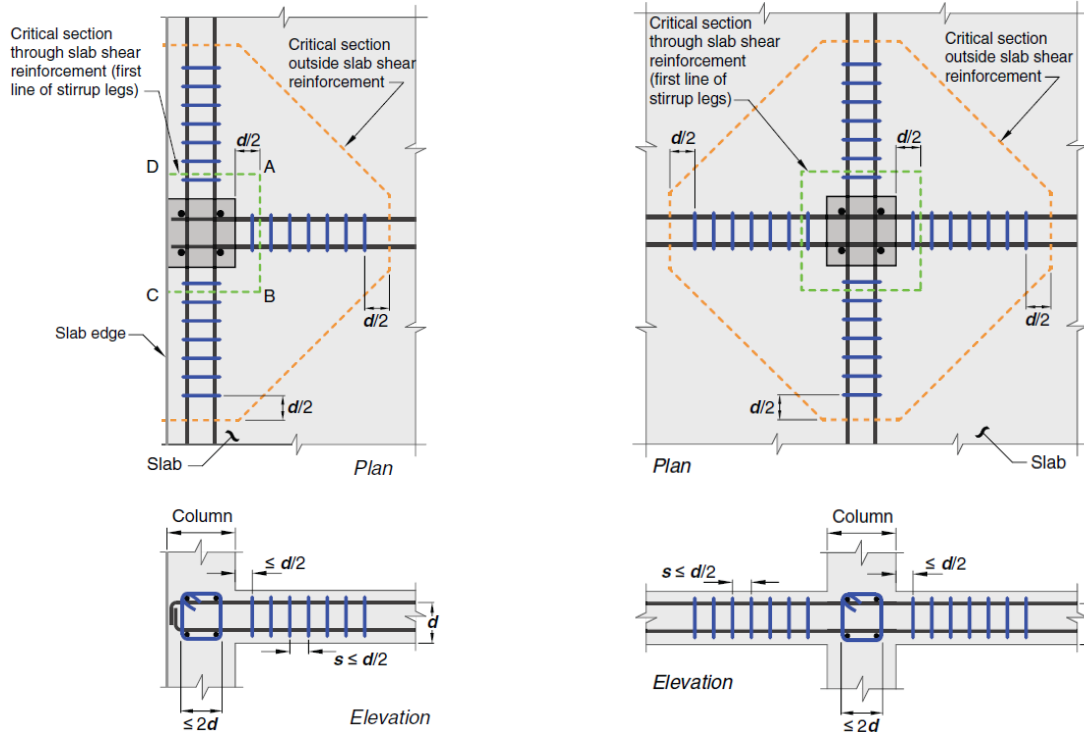 Critical section
through slab shear
reinforcement (first
line of stirrup legs)
Critical section
outside slab shear
reinforcement
d/2
D
A
C
B
d/2
Slab edge
d/2
Slab
Plan
Critical section
through slab shear
reinforcement
(first line of
stirrup legs)
Critical section
outside slab shear
reinforcement
d/2
d/2
d/2
d/2
Plan
Slab
Column
≤ d/2
d
s ≤ d/2
≤ 2d
Elevation
Column
s ≤ d/2
≤ d/2
Elevation
≤ 2d